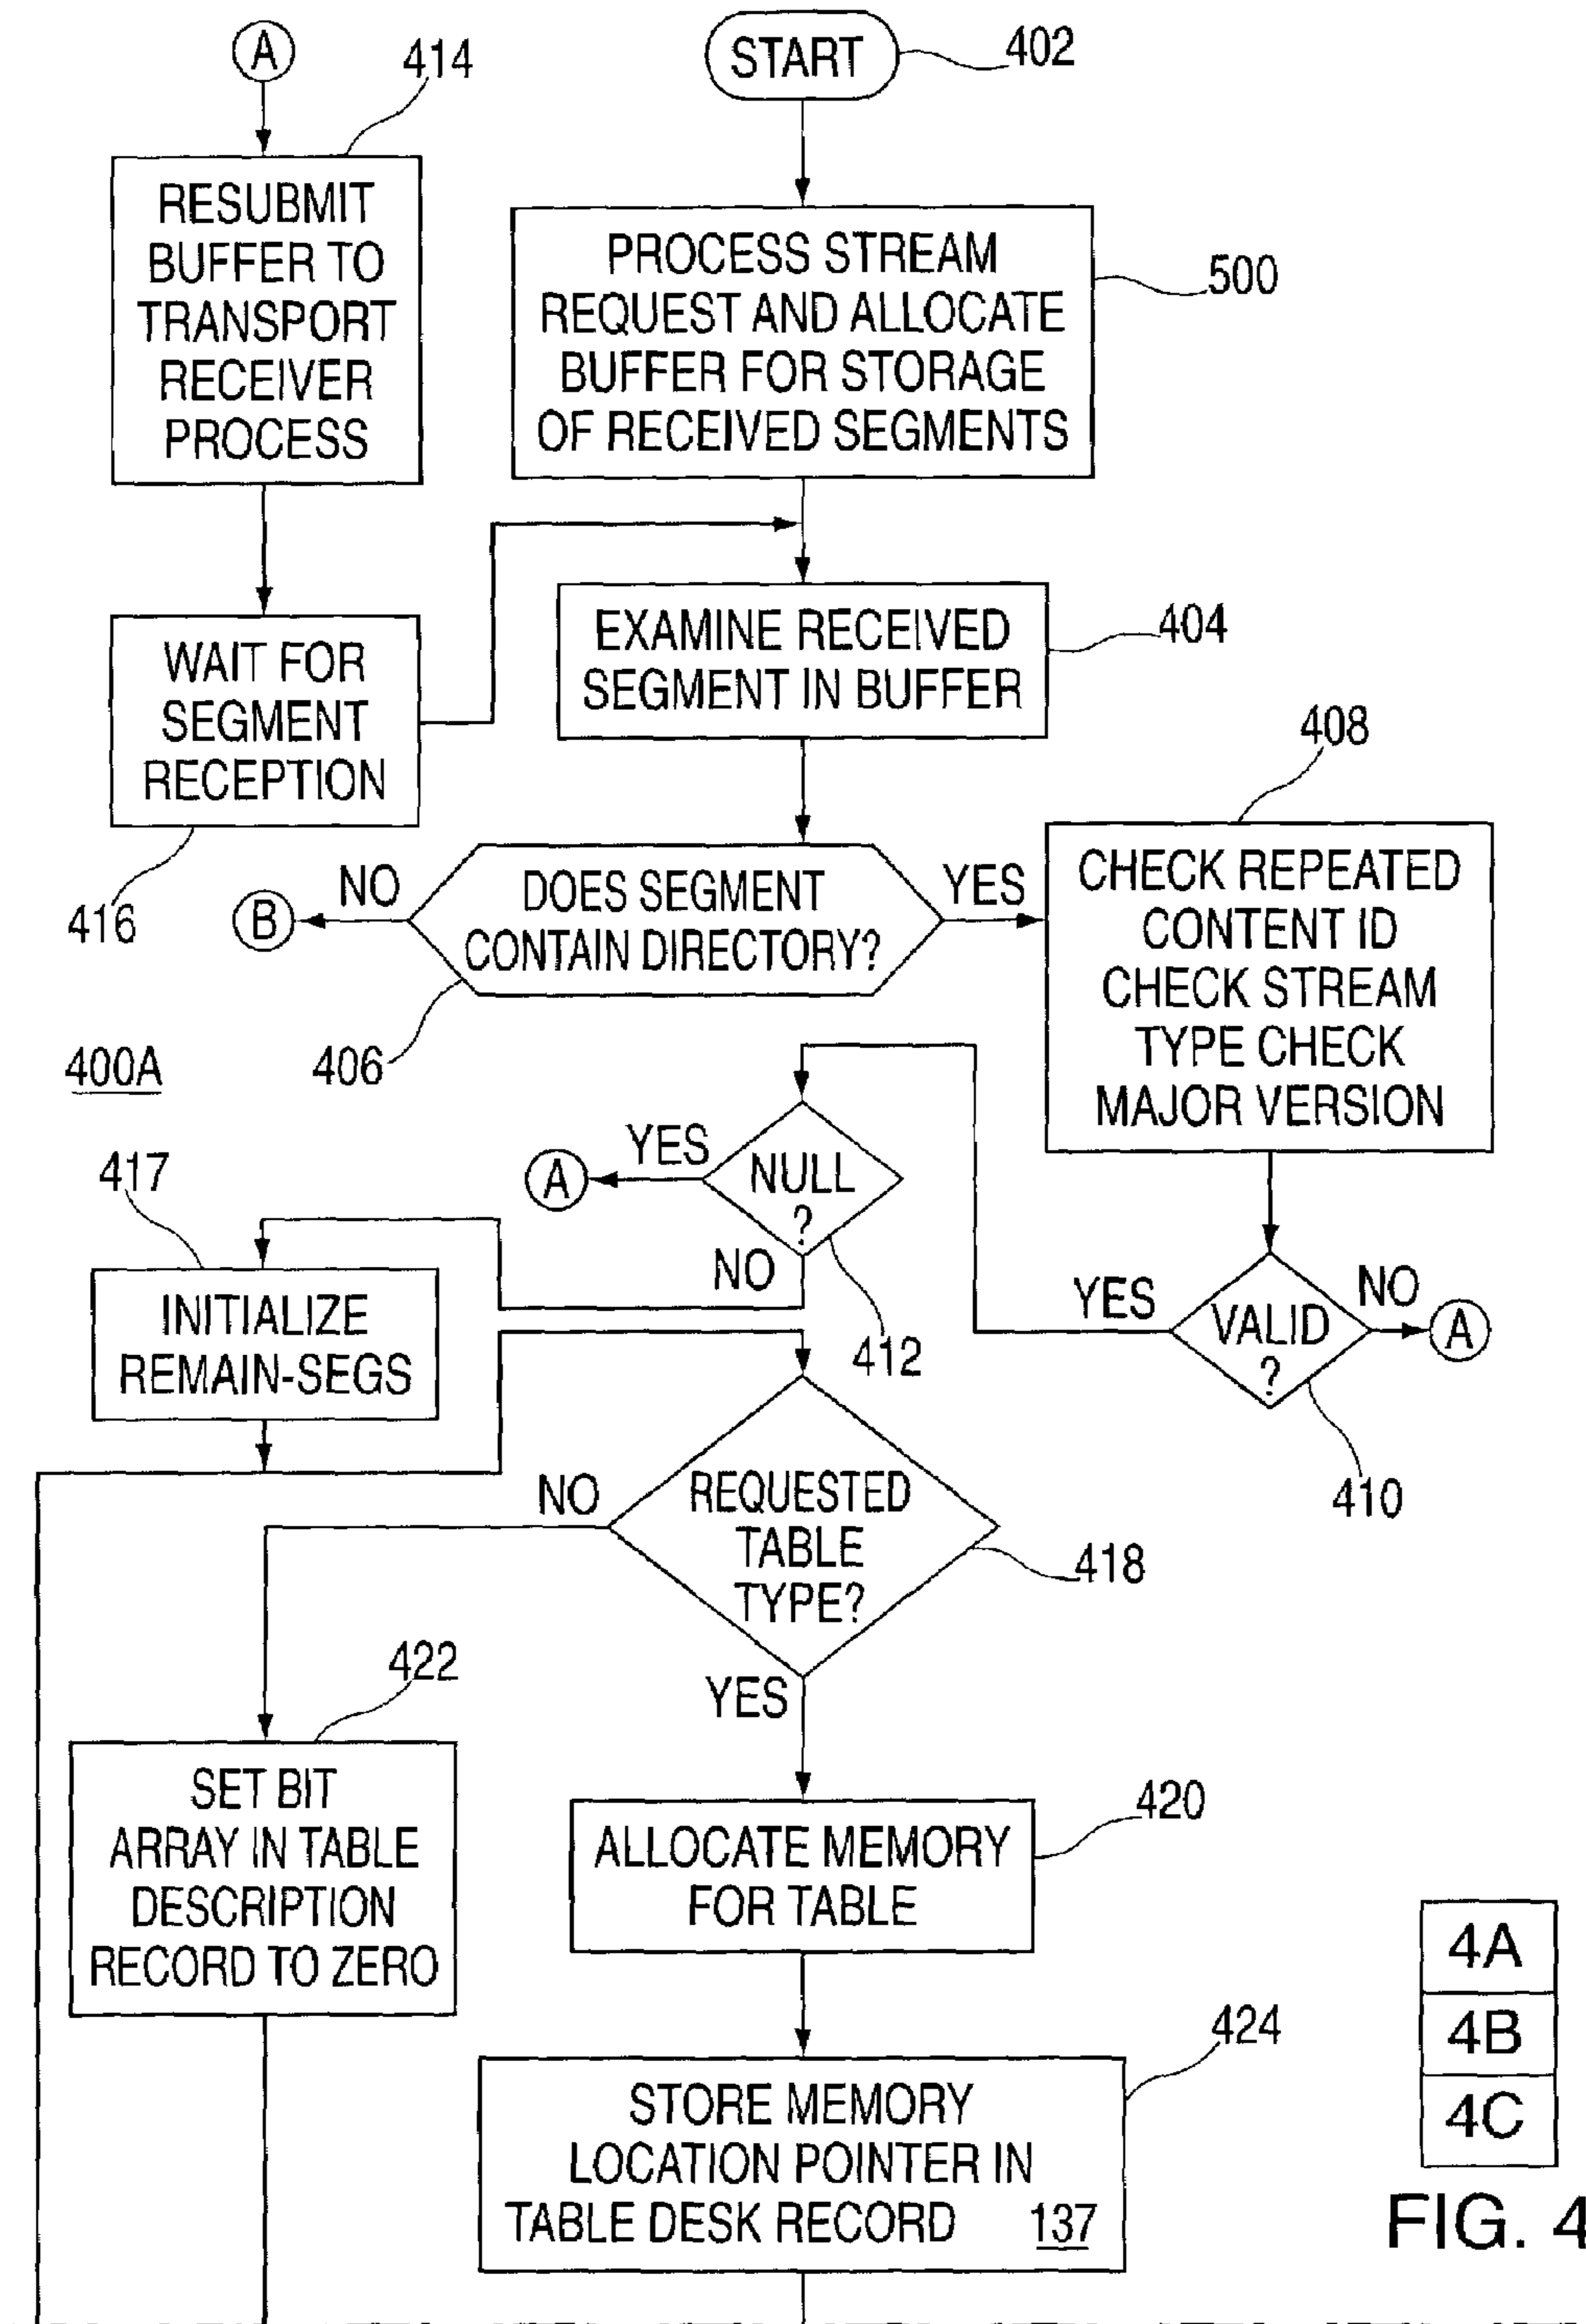 A
414
START
402
RESUBMIT
BUFFER TO
TRANSPORT
RECEIVER
PROCESS
PROCESS STREAM
REQUEST AND ALLOCATE
BUFFER FOR STORAGE
OF RECEIVED SEGMENTS
500
WAIT FOR
SEGMENT
RECEPTION
416
EXAMINE RECEIVED
SEGMENT IN BUFFER
404
408
B
NO
DOES SEGMENT
CONTAIN DIRECTORY?
YES
406
CHECK REPEATED
CONTENT ID
CHECK STREAM
TYPE CHECK
MAJOR VERSION
400A
417
A
YES
NULL
?
NO
412
YES
VALID
?
NO
A
410
INITIALIZE
REMAIN-SEGS
NO
REQUESTED
TABLE
TYPE?
418
YES
422
SET BIT
ARRAY IN TABLE
DESCRIPTION
RECORD TO ZERO
ALLOCATE MEMORY
FOR TABLE
420
STORE MEMORY
LOCATION POINTER IN
TABLE DESK RECORD 137
424
4A
4B
4C
FIG. 4